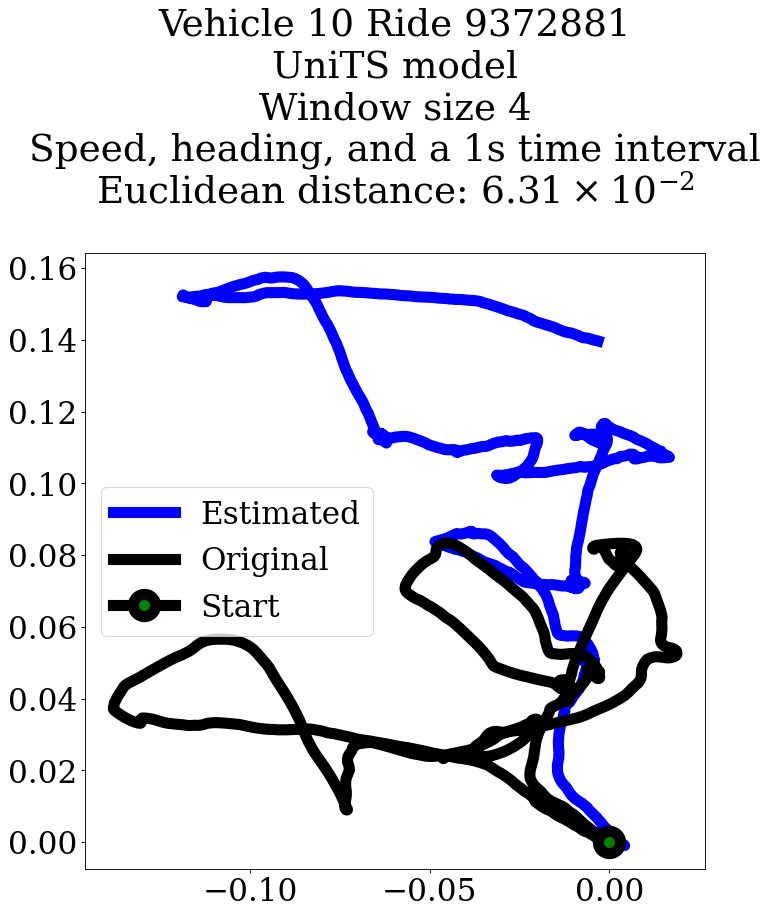 Vehicle 10 Ride 9372881
UniTS model
Window size 4
Speed, heading, and a 1s time interval
Euclidean distance: 6.31 × 10⁻²
0.16
0.14
0.12
0.10
0.08
0.06
0.04
0.02
0.00
Estimated
Original
Start
−0.10 −0.05 0.00